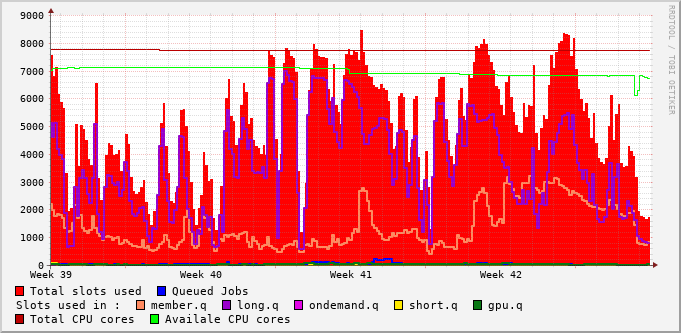 9000
8000
7000
6000
5000
4000
3000
2000
1000
0
Week 39 Week 40 Week 41 Week 42
RRDTOOL / TOBI OETIKER
Total slots used Queued Jobs
Slots used in : member.q long.q ondemand.q short.q gpu.q
Total CPU cores Availale CPU cores